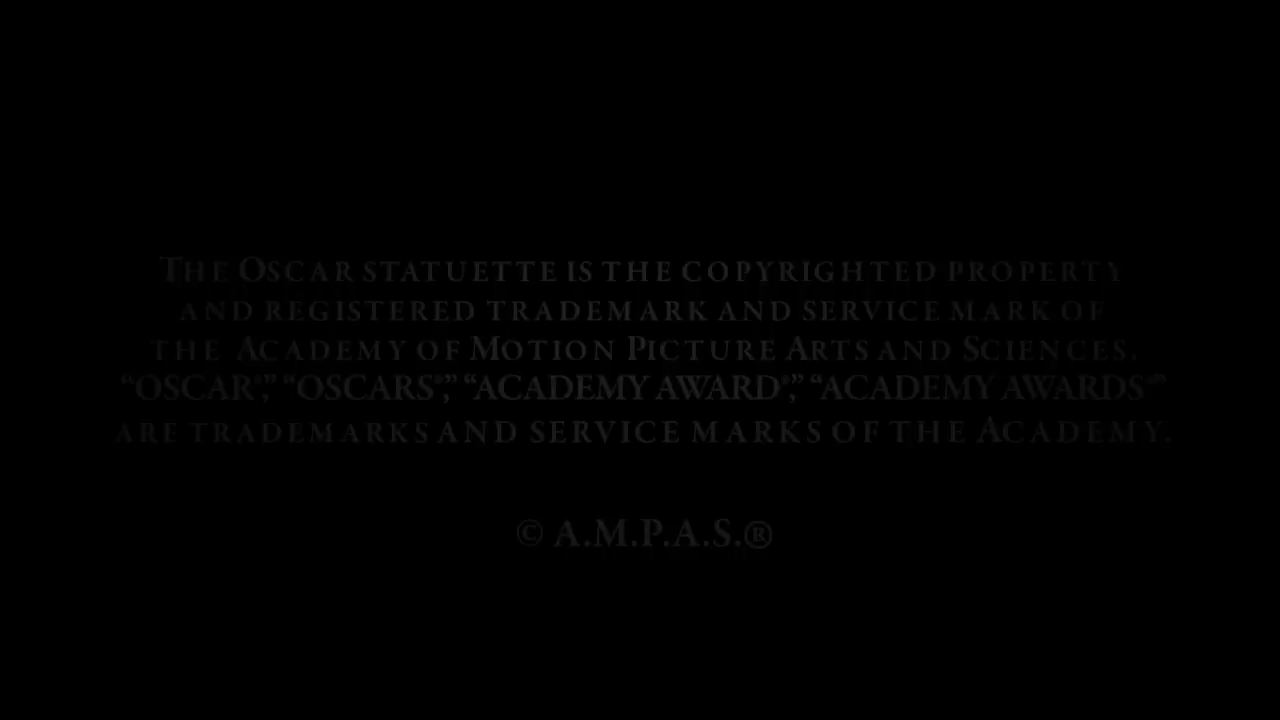 The Oscar statuette is the copyrighted property
and registered trademark and service mark of
the Academy of Motion Picture Arts and Sciences.
“OSCAR®,” “OSCARS®,” “ACADEMY AWARD®,” “ACADEMY AWARDS®”
are trademarks and service marks of the Academy.
© A.M.P.A.S.®